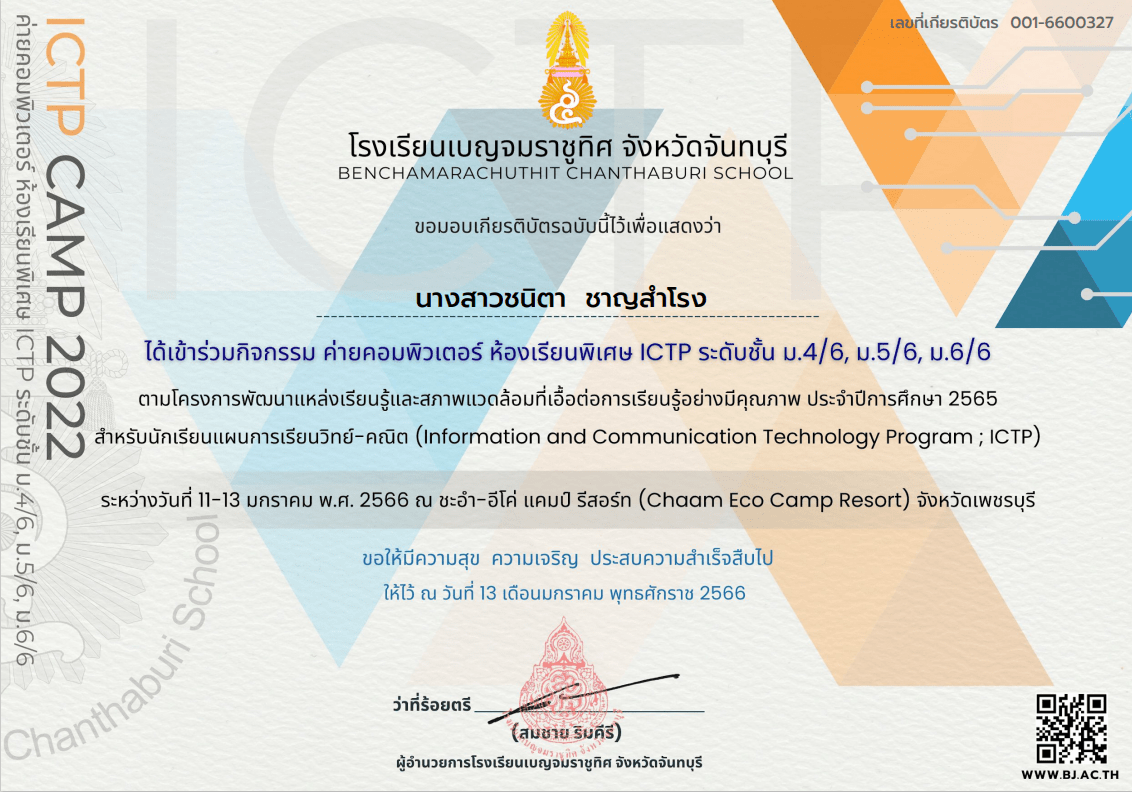 เลขที่เกียรติบัตร 001-6600327
ICTP
โรงเรียนเบญจมราชูทิศ จังหวัดจันทบุรี
BENCHAMARACHUTHIT CHANTHABURI SCHOOL
ขอมอบเกียรติบัตรฉบับนี้ไว้เพื่อแสดงว่า
นางสาวชนิตา ชาญสำโรง
ได้เข้าร่วมกิจกรรม ค่ายคอมพิวเตอร์ ห้องเรียนพิเศษ ICTP ระดับชั้น ม.4/6, ม.5/6, ม.6/6
ตามโครงการพัฒนาแหล่งเรียนรู้และสภาพแวดล้อมที่เอื้อต่อการเรียนรู้อย่างมีคุณภาพ ประจำปีการศึกษา 2565
สำหรับนักเรียนแผนการเรียนวิทย์-คณิต (Information and Communication Technology Program ; ICTP)
ระหว่างวันที่ 11-13 มกราคม พ.ศ. 2566 ณ ชะอำ-อีโค่ แคมป์ รีสอร์ท (Chaam Eco Camp Resort) จังหวัดเพชรบุรี
ขอให้มีความสุข ความเจริญ ประสบความสำเร็จสืบไป
ให้ไว้ ณ วันที่ 13 เดือนมกราคม พุทธศักราช 2566
ว่าที่ร้อยตรี
(สมชาย ริมคีรี)
ผู้อำนวยการโรงเรียนเบญจมราชูทิศ จังหวัดจันทบุรี
WWW.BJ.AC.TH
ICTP CAMP 2022
ค่ายคอมพิวเตอร์ ห้องเรียนพิเศษ ICTP ระดับชั้น ม.4/6, ม.5/6, ม.6/6
Chanthaburi School